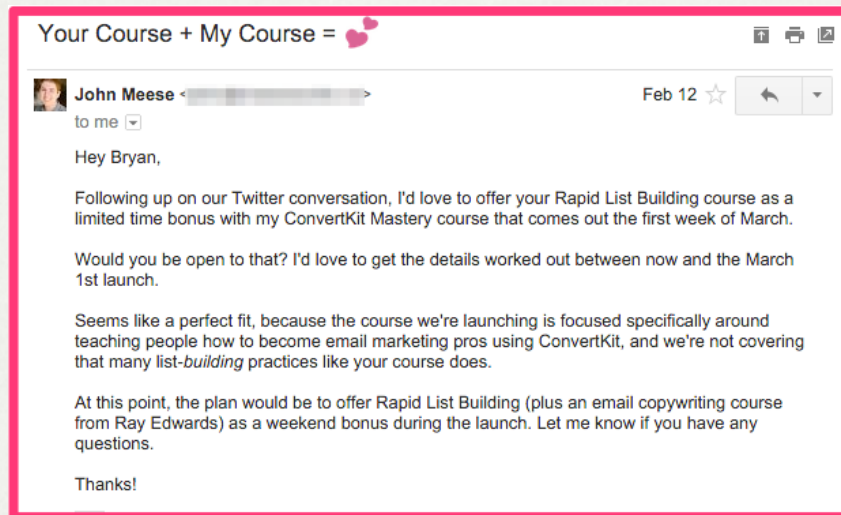 Your Course + My Course = 💕
John Meese <
>
Feb 12
to me
Hey Bryan,
Following up on our Twitter conversation, I'd love to offer your Rapid List Building course as a
limited time bonus with my ConvertKit Mastery course that comes out the first week of March.
Would you be open to that? I'd love to get the details worked out between now and the March
1st launch.
Seems like a perfect fit, because the course we're launching is focused specifically around
teaching people how to become email marketing pros using ConvertKit, and we're not covering
that many list-building practices like your course does.
At this point, the plan would be to offer Rapid List Building (plus an email copywriting course
from Ray Edwards) as a weekend bonus during the launch. Let me know if you have any
questions.
Thanks!